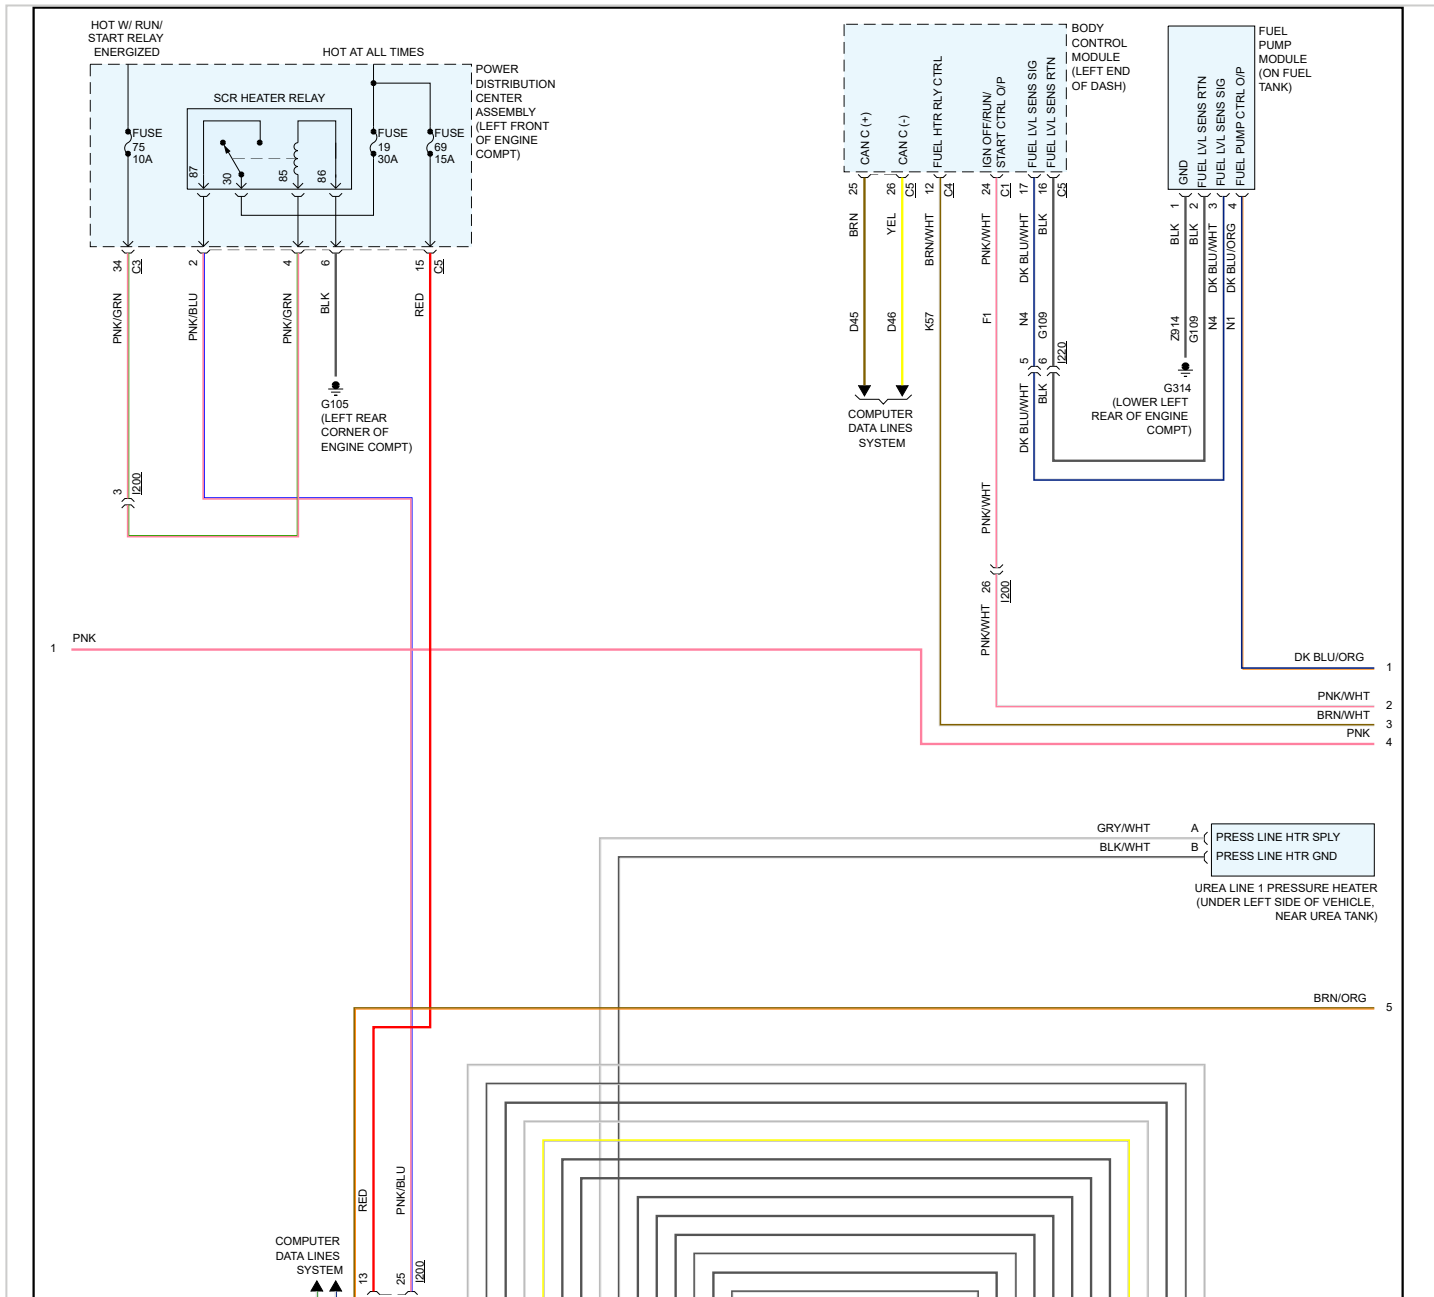 HOT W/ RUN/
START RELAY
ENERGIZED
HOT AT ALL TIMES
POWER
DISTRIBUTION
CENTER
ASSEMBLY
(LEFT FRONT
OF ENGINE
COMPT)
SCR HEATER RELAY
FUSE
75
10A
FUSE
19
30A
FUSE
69
15A
87
30
85
86
34
C3
2
4
6
15
C5
PNK/GRN
PNK/BLU
PNK/GRN
BLK
RED
G105
(LEFT REAR
CORNER OF
ENGINE COMPT)
3
I200
BODY
CONTROL
MODULE
(LEFT END
OF DASH)
CAN C (+)
CAN C (-)
FUEL HTR RLY CTRL
IGN OFF/RUN/
START CTRL O/P
FUEL LVL SENS SIG
FUEL LVL SENS RTN
25
26
C5
12
C4
24
C1
17
16
C5
BRN
YEL
BRN/WHT
PNK/WHT
DK BLU/WHT
BLK
D45
D46
K57
F1
N4
G109
5
6
I220
DK BLU/WHT
BLK
COMPUTER
DATA LINES
SYSTEM
PNK/WHT
26
I200
PNK/WHT
FUEL
PUMP
MODULE
(ON FUEL
TANK)
GND
FUEL LVL SENS RTN
FUEL LVL SENS SIG
FUEL PUMP CTRL O/P
1
2
3
4
BLK
BLK
DK BLU/WHT
DK BLU/ORG
Z914
G109
N4
N1
G314
(LOWER LEFT
REAR OF ENGINE
COMPT)
1
PNK
DK BLU/ORG
1
PNK/WHT
2
BRN/WHT
3
PNK
4
GRY/WHT
A
PRESS LINE HTR SPLY
BLK/WHT
B
PRESS LINE HTR GND
UREA LINE 1 PRESSURE HEATER
(UNDER LEFT SIDE OF VEHICLE,
NEAR UREA TANK)
BRN/ORG
5
RED
PNK/BLU
COMPUTER
DATA LINES
SYSTEM
13
25
I200